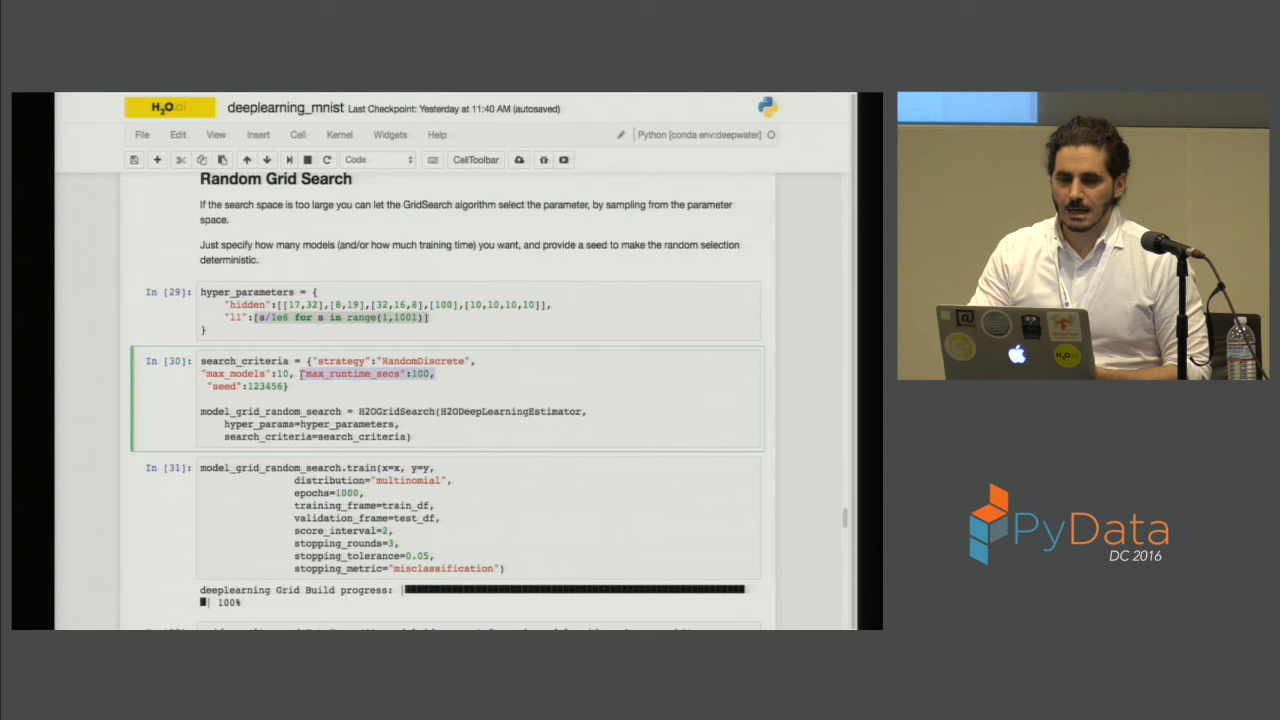 H2O.ai
deeplearning_mnist Last Checkpoint: Yesterday at 11:40 AM (autosaved)
File Edit View Insert Cell Kernel Widgets Help
Python [conda env:deepwater]
Code
CellToolbar
Random Grid Search
If the search space is too large you can let the GridSearch algorithm select the parameter, by sampling from the parameter
space.
Just specify how many models (and/or how much training time) you want, and provide a seed to make the random selection
deterministic.
In [29]:
hyper_parameters = {
"hidden":[[17,32],[8,19],[32,16,8],[100],[10,10,10,10]],
"l1":[s/1e6 for s in range(1,1001)]
}
In [30]:
search_criteria = {"strategy":"RandomDiscrete",
"max_models":10, "max_runtime_secs":100,
"seed":123456}
model_grid_random_search = H2OGridSearch(H2ODeepLearningEstimator,
hyper_params=hyper_parameters,
search_criteria=search_criteria)
In [31]:
model_grid_random_search.train(x=x, y=y,
distribution="multinomial",
epochs=1000,
training_frame=train_df,
validation_frame=test_df,
score_interval=2,
stopping_rounds=3,
stopping_tolerance=0.05,
stopping_metric="misclassification")
deeplearning Grid Build progress: |
| 100%
H2O.ai
PyData
DC 2016